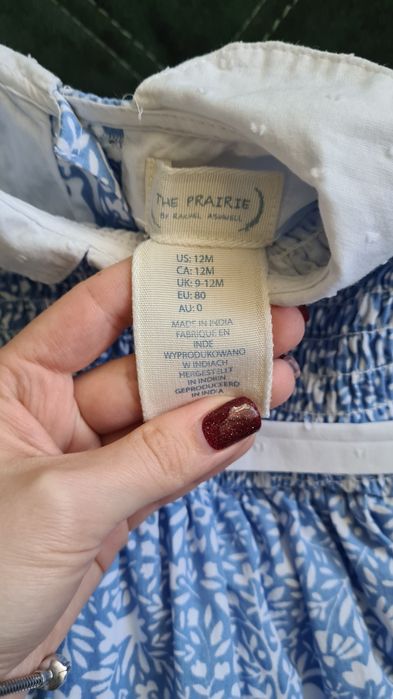 THE PRAIRIE
BY RACHEL ASHWELL
US: 12M
CA: 12M
UK: 9-12M
EU: 80
AU: 0
MADE IN INDIA
FABRIQUÉ EN
INDE
WYPRODUKOWANO
W INDIACH
HERGESTELLT
IN INDIEN
GEPRODUCEERD
IN INDIA